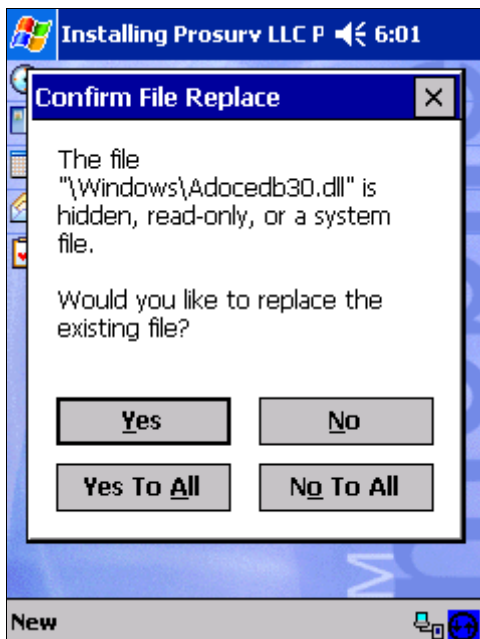 Installing Prosurv LLC P 6:01
Confirm File Replace
The file
"\Windows\Adocedb30.dll" is
hidden, read-only, or a system
file.
Would you like to replace the
existing file?
Yes No
Yes To All No To All
New